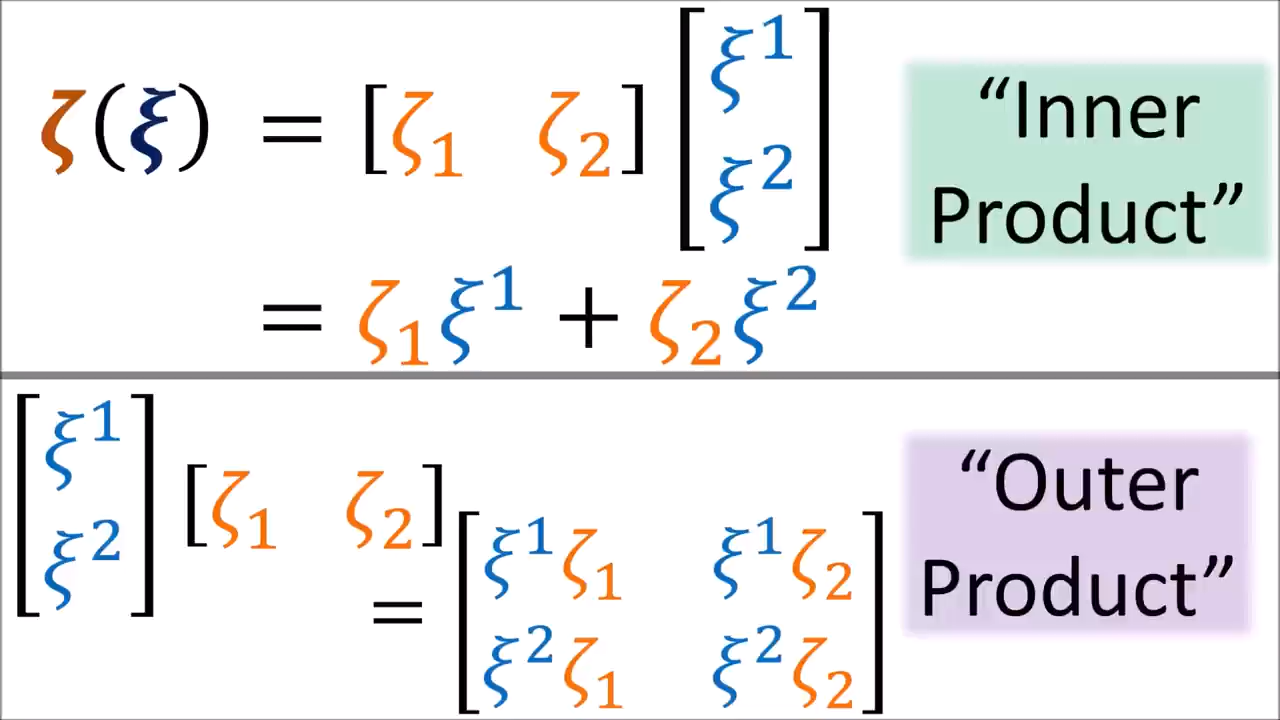 ζ(ξ) = [ζ₁ ζ₂] [ξ¹ ξ²]
“Inner Product”
= ζ₁ξ¹ + ζ₂ξ²
[ξ¹ ξ²] [ζ₁ ζ₂]
= [ξ¹ζ₁ ξ¹ζ₂
ξ²ζ₁ ξ²ζ₂]
“Outer
Product”